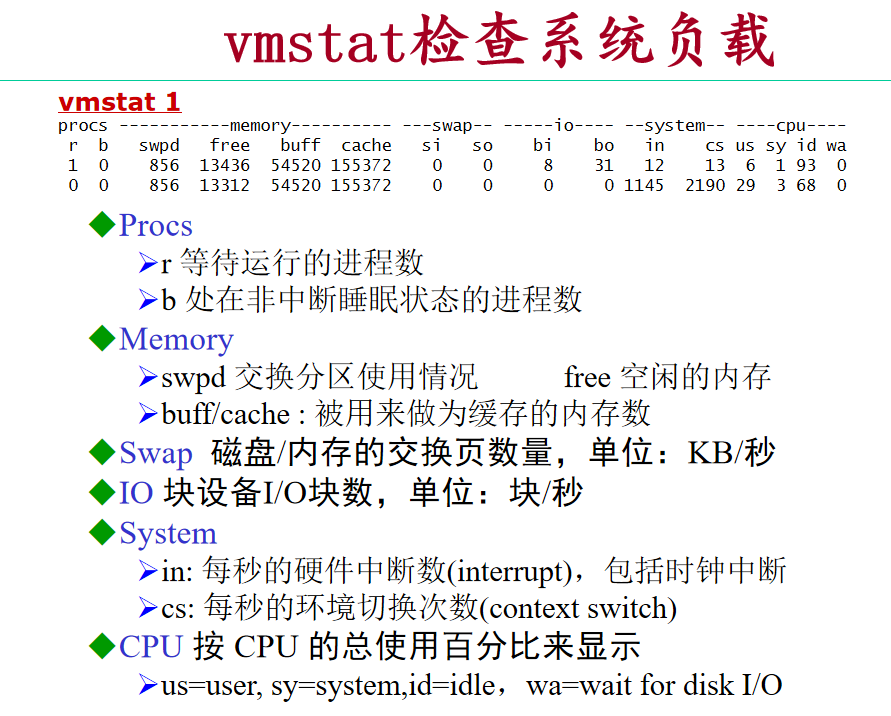 vmstat检查系统负载
vmstat 1
procs -----------memory---------- ---swap-- -----io---- --system-- ----cpu----
 r  b   swpd   free   buff  cache   si   so    bi    bo   in    cs us sy id wa
 1  0    856  13436  54520 155372    0    0     8    31   12    13  6  1 93  0
 0  0    856  13312  54520 155372    0    0     0     0 1145  2190 29  3 68  0
◆Procs
➢r 等待运行的进程数
➢b 处在非中断睡眠状态的进程数
◆Memory
➢swpd 交换分区使用情况 free 空闲的内存
➢buff/cache : 被用来做为缓存的内存数
◆Swap 磁盘/内存的交换页数量，单位：KB/秒
◆IO 块设备I/O块数，单位：块/秒
◆System
➢in: 每秒的硬件中断数(interrupt)，包括时钟中断
➢cs: 每秒的环境切换次数(context switch)
◆CPU 按 CPU 的总使用百分比来显示
➢us=user, sy=system,id=idle，wa=wait for disk I/O